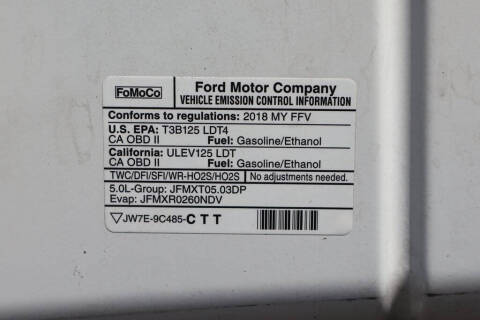 FoMoCo
Ford Motor Company
VEHICLE EMISSION CONTROL INFORMATION
Conforms to regulations: 2018 MY FFV
U.S. EPA: T3B125 LDT4
CA OBD II Fuel: Gasoline/Ethanol
California: ULEV125 LDT
CA OBD II Fuel: Gasoline/Ethanol
TWC/DFI/SFI/WR-HO2S/HO2S No adjustments needed.
5.0L-Group: JFMXT05.03DP
Evap: JFMXR0260NDV
JW7E-9C485-CTT